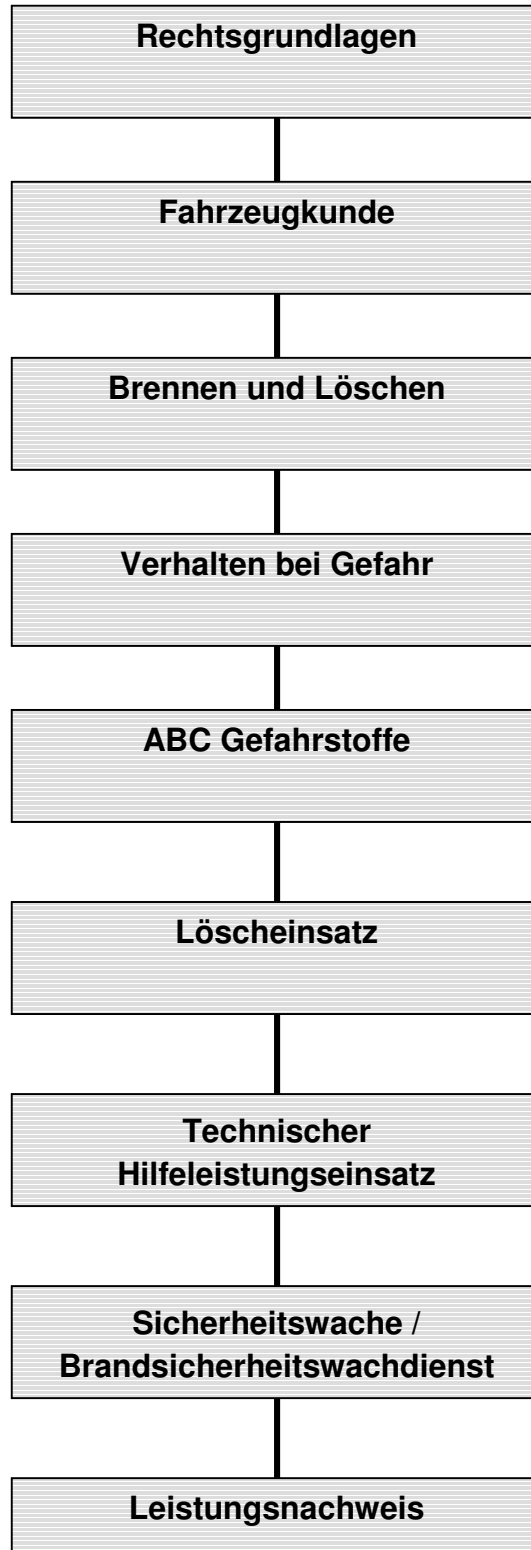 Rechtsgrundlagen
Fahrzeugkunde
Brennen und Löschen
Verhalten bei Gefahr
ABC Gefahrstoffe
Löscheinsatz
Technischer
Hilfeleistungseinsatz
Sicherheitswache /
Brandsicherheitswachdienst
Leistungsnachweis